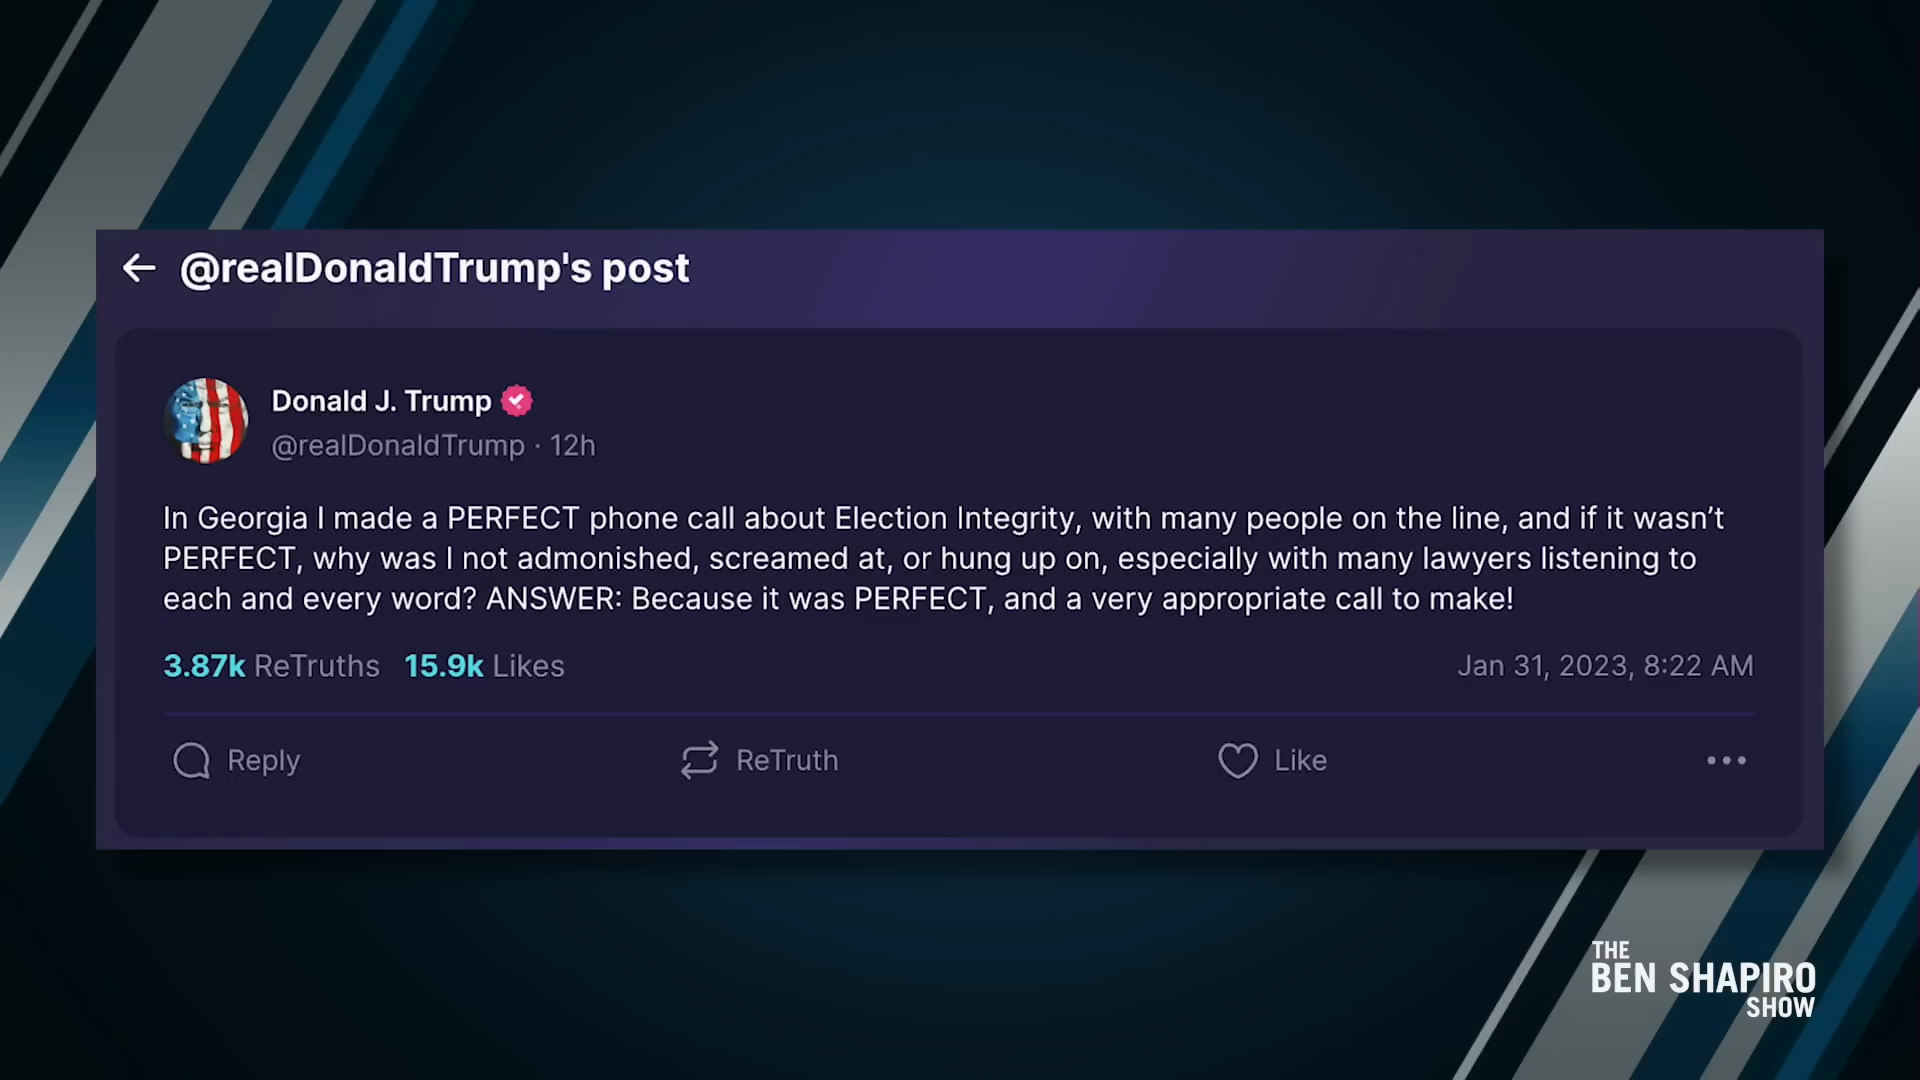 @realDonaldTrump's post
Donald J. Trump
@realDonaldTrump · 12h
In Georgia I made a PERFECT phone call about Election Integrity, with many people on the line, and if it wasn’t
PERFECT, why was I not admonished, screamed at, or hung up on, especially with many lawyers listening to
each and every word? ANSWER: Because it was PERFECT, and a very appropriate call to make!
3.87k ReTruths 15.9k Likes
Jan 31, 2023, 8:22 AM
Reply
ReTruth
Like
THE
BEN SHAPIRO
SHOW